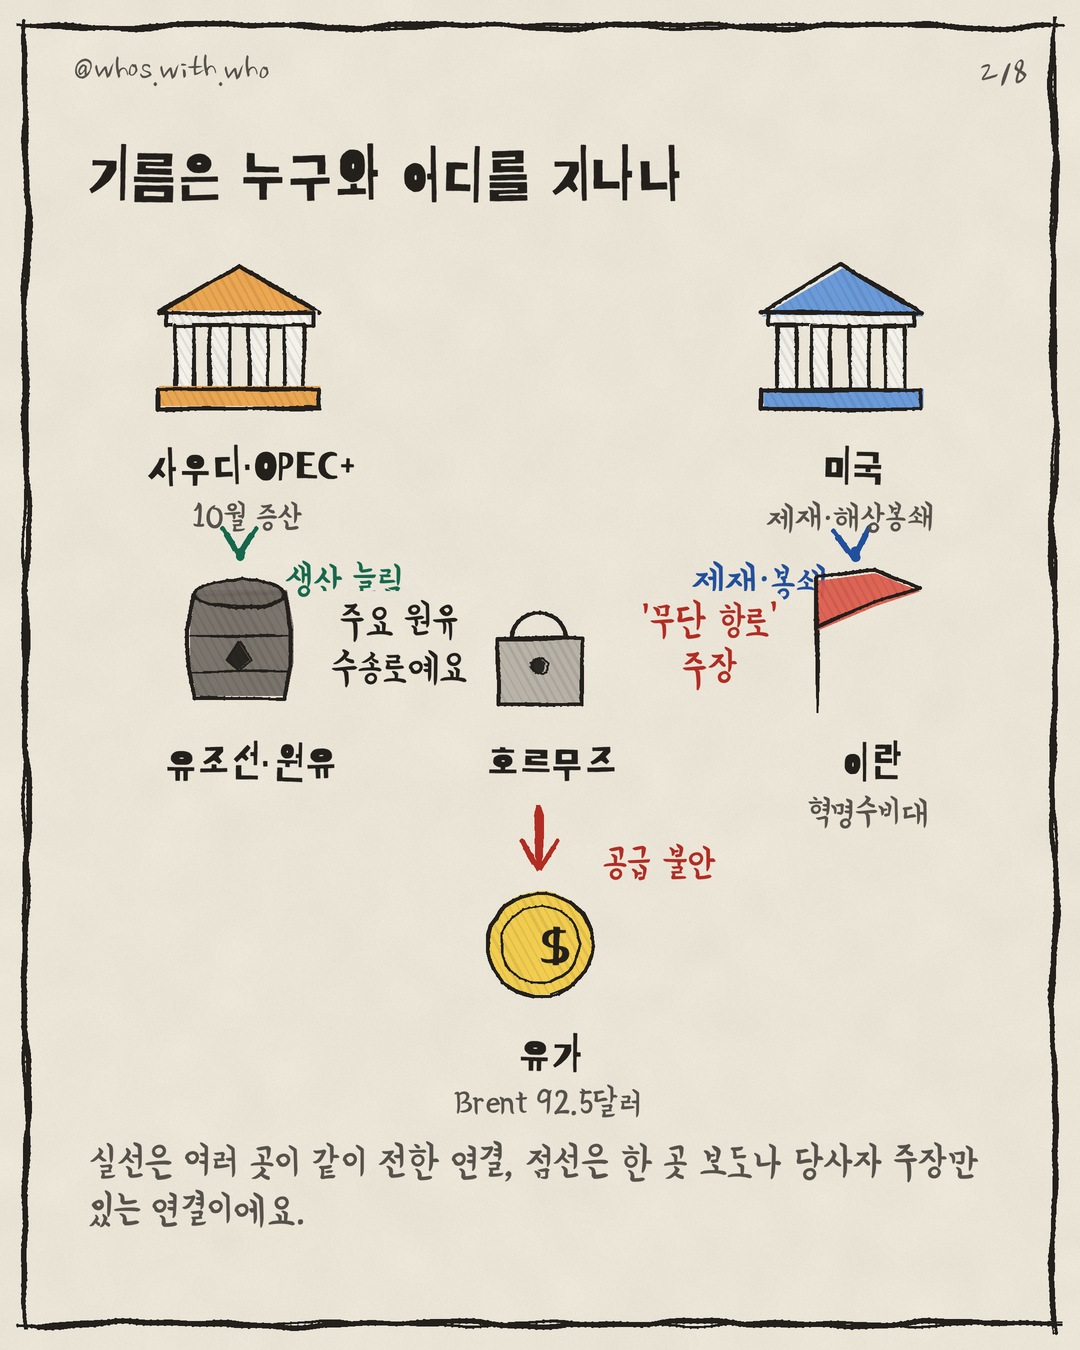 @whos.with.who
2/8
기름은 누구와 어디를 지나나
사우디·OPEC+
미국
10월 증산
제재·해상봉쇄
생산 늘림
제재·봉쇄
주요 원유
수송로예요
'무단 항로'
주장
유조선·원유
호르무즈
이란
혁명수비대
공급 불안
$
유가
Brent 92.5달러
실선은 여러 곳이 같이 전한 연결, 점선은 한 곳 보도나 당사자 주장만
있는 연결이에요.